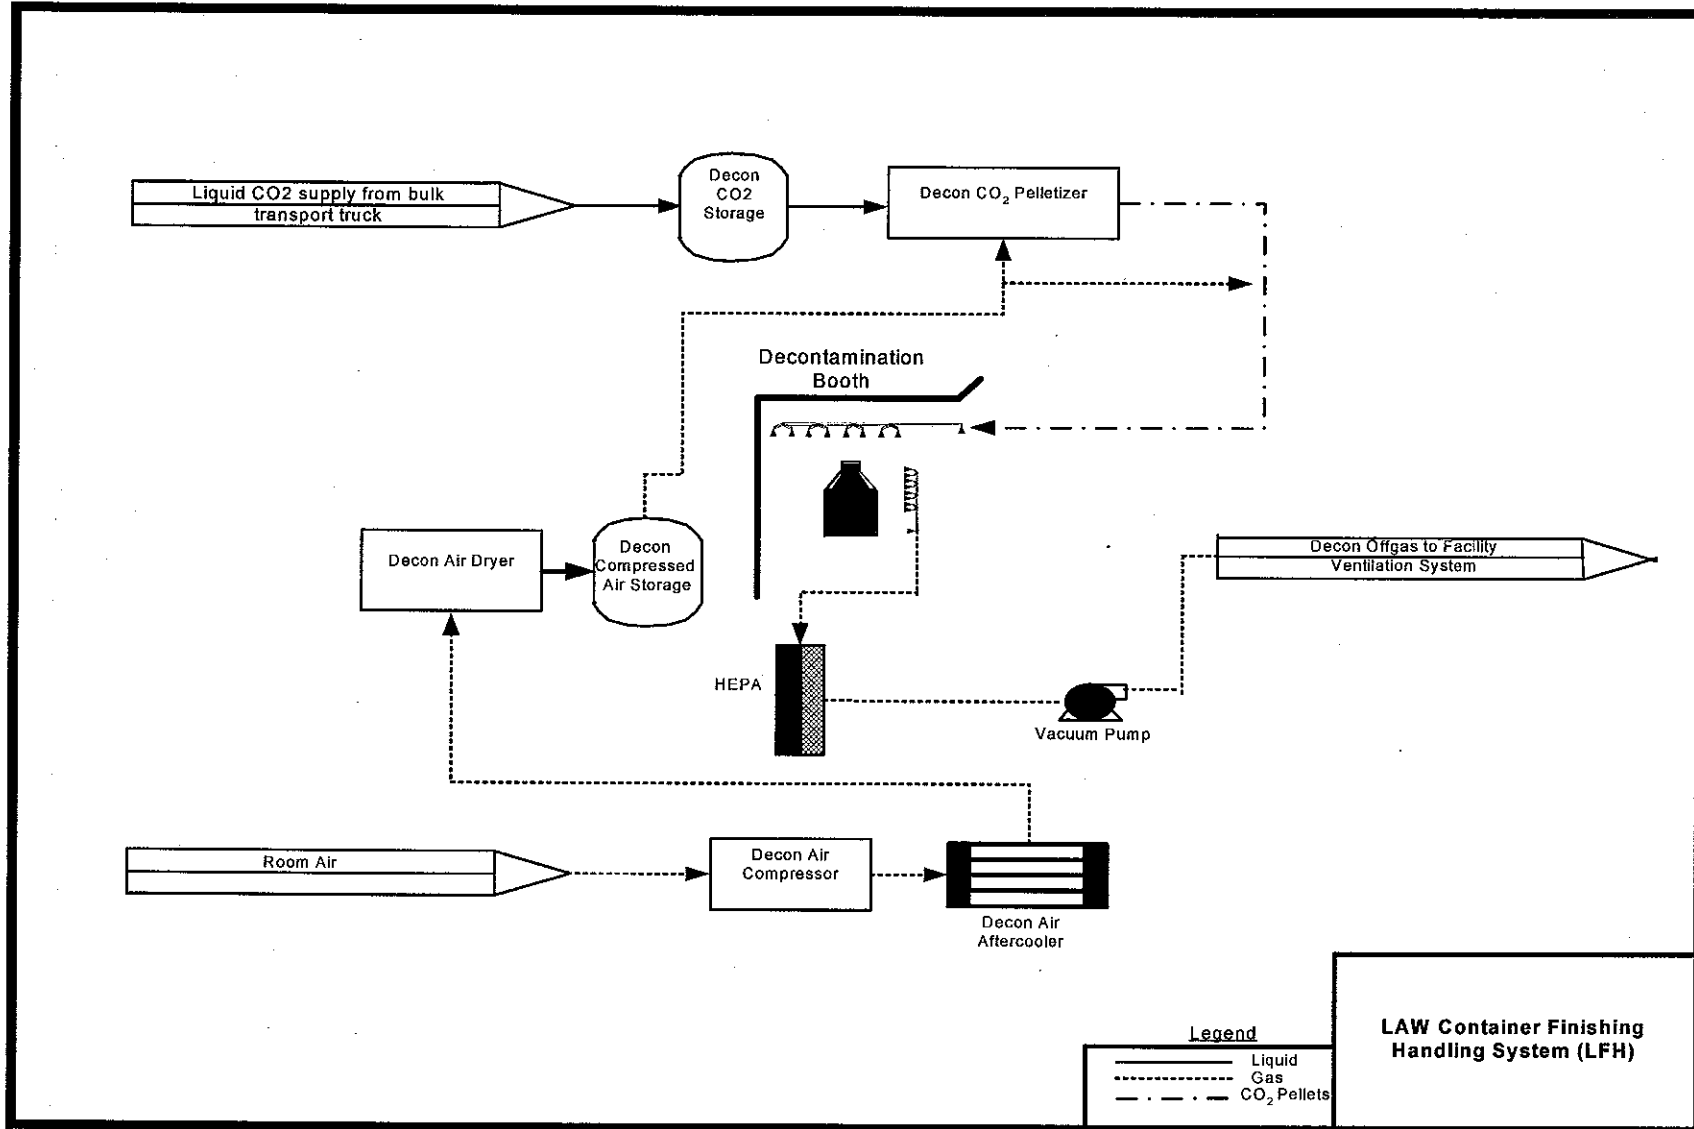 Liquid CO2 supply from bulk
transport truck
Decon
CO2
Storage
Decon CO₂ Pelletizer
Decontamination
Booth
Decon Air Dryer
Decon
Compressed
Air Storage
Decon Offgas to Facility
Ventilation System
HEPA
Vacuum Pump
Room Air
Decon Air
Compressor
Decon Air
Aftercooler
Legend
Liquid
Gas
CO₂ Pellets
LAW Container Finishing
Handling System (LFH)